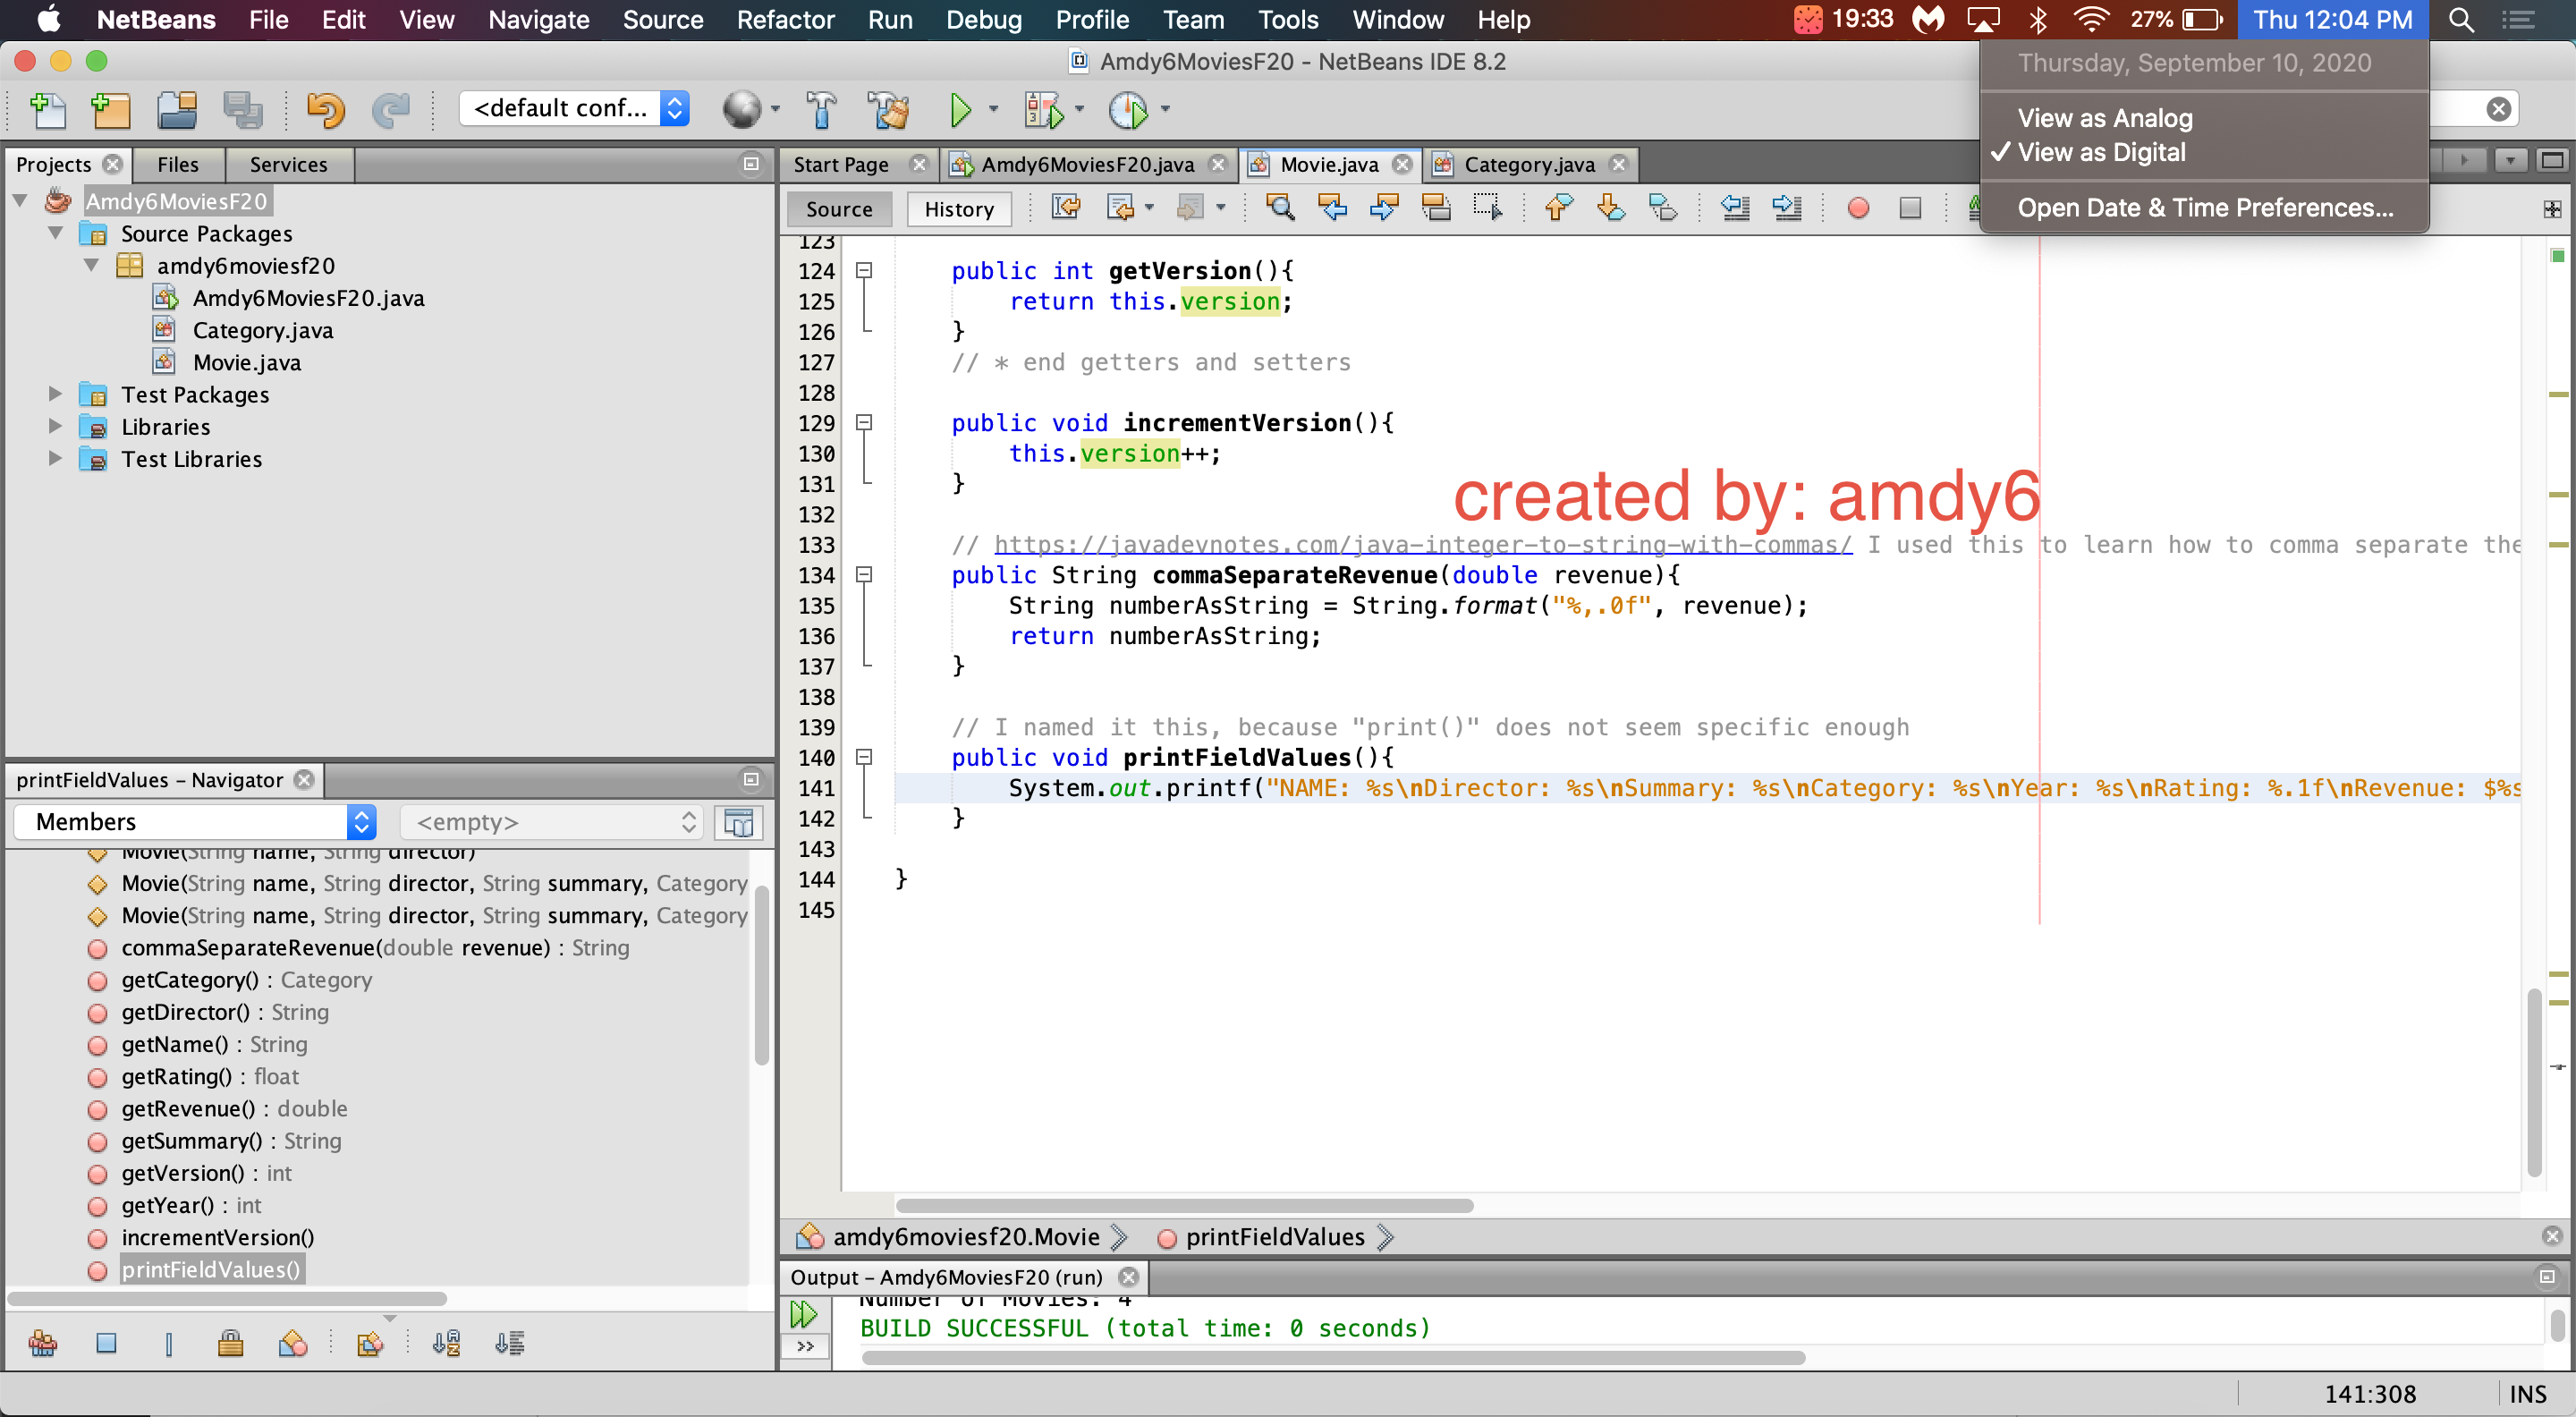 NetBeans File Edit View Navigate Source Refactor Run Debug Profile Team Tools Window Help 19:33 27% Thu 12:04 PM
Amdy6MoviesF20 - NetBeans IDE 8.2
Thursday, September 10, 2020
View as Analog
✓ View as Digital
Open Date & Time Preferences...
<default conf...
Projects Files Services
Amdy6MoviesF20
Source Packages
amdy6moviesf20
Amdy6MoviesF20.java
Category.java
Movie.java
Test Packages
Libraries
Test Libraries
printFieldValues - Navigator
Members <empty>
Movie(String name, String director)
Movie(String name, String director, String summary, Category
Movie(String name, String director, String summary, Category
commaSeparateRevenue(double revenue) : String
getCategory() : Category
getDirector() : String
getName() : String
getRating() : float
getRevenue() : double
getSummary() : String
getVersion() : int
getYear() : int
incrementVersion()
printFieldValues()
Start Page Amdy6MoviesF20.java Movie.java Category.java
Source History
123
124 public int getVersion(){
125 return this.version;
126 }
127 // * end getters and setters
128
129 public void incrementVersion(){
130 this.version++;
131 }
created by: amdy6
132
133 // https://javadevnotes.com/java-integer-to-string-with-commas/ I used this to learn how to comma separate the
134 public String commaSeparateRevenue(double revenue){
135 String numberAsString = String.format("%,.0f", revenue);
136 return numberAsString;
137 }
138
139 // I named it this, because "print()" does not seem specific enough
140 public void printFieldValues(){
141 System.out.printf("NAME: %s\nDirector: %s\nSummary: %s\nCategory: %s\nYear: %s\nRating: %.1f\nRevenue: $%s
142 }
143
144 }
145
amdy6moviesf20.Movie printFieldValues
Output - Amdy6MoviesF20 (run)
Number of Movies: 4
BUILD SUCCESSFUL (total time: 0 seconds)
141:308 INS